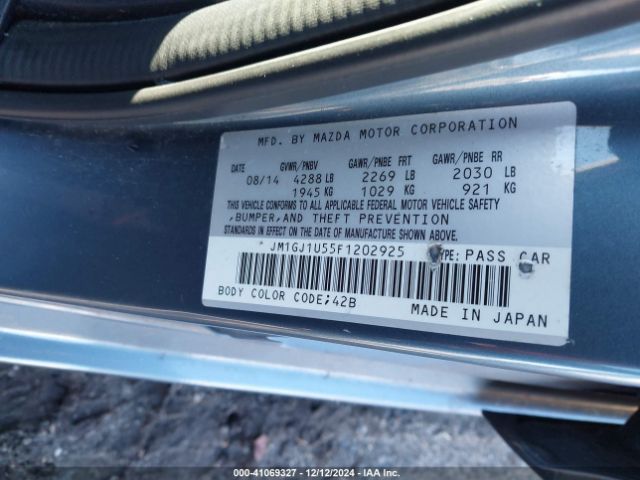 MFD. BY MAZDA MOTOR CORPORATION
DATE GVWR/PNBV GAWR/PNBE FRT GAWR/PNBE RR
08/14 4288 LB 2269 LB 2030 LB
1945 KG 1029 KG 921 KG
THIS VEHICLE CONFORMS TO ALL APPLICABLE FEDERAL MOTOR VEHICLE SAFETY
,BUMPER,AND THEFT PREVENTION
STANDARDS IN EFFECT ON THE DATE OF MANUFACTURE SHOWN ABOVE.
JM1GJ1U55F1202925 YPE: PASS CAR
BODY COLOR CODE;42B MADE IN JAPAN
000-41069327 - 12/12/2024 - IAA Inc.